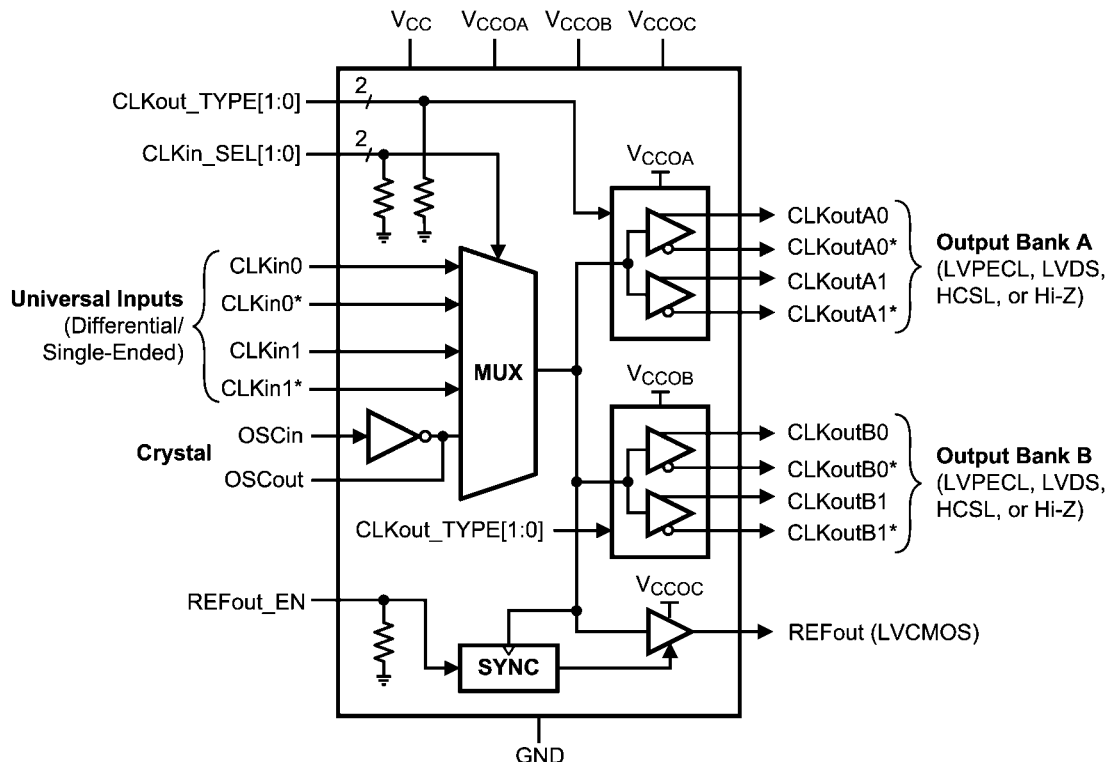 VCC
VCCOA
VCCOB
VCCOC
CLKout_TYPE[1:0]
2
CLKin_SEL[1:0]
2
VCCOA
CLKoutA0
CLKoutA0*
CLKoutA1
CLKoutA1*
Output Bank A
(LVPECL, LVDS,
HCSL, or Hi-Z)
Universal Inputs
(Differential/
Single-Ended)
CLKin0
CLKin0*
CLKin1
CLKin1*
MUX
Crystal
OSCin
OSCout
VCCOB
CLKoutB0
CLKoutB0*
CLKoutB1
CLKoutB1*
Output Bank B
(LVPECL, LVDS,
HCSL, or Hi-Z)
CLKout_TYPE[1:0]
REFout_EN
SYNC
VCCOC
REFout (LVCMOS)
GND